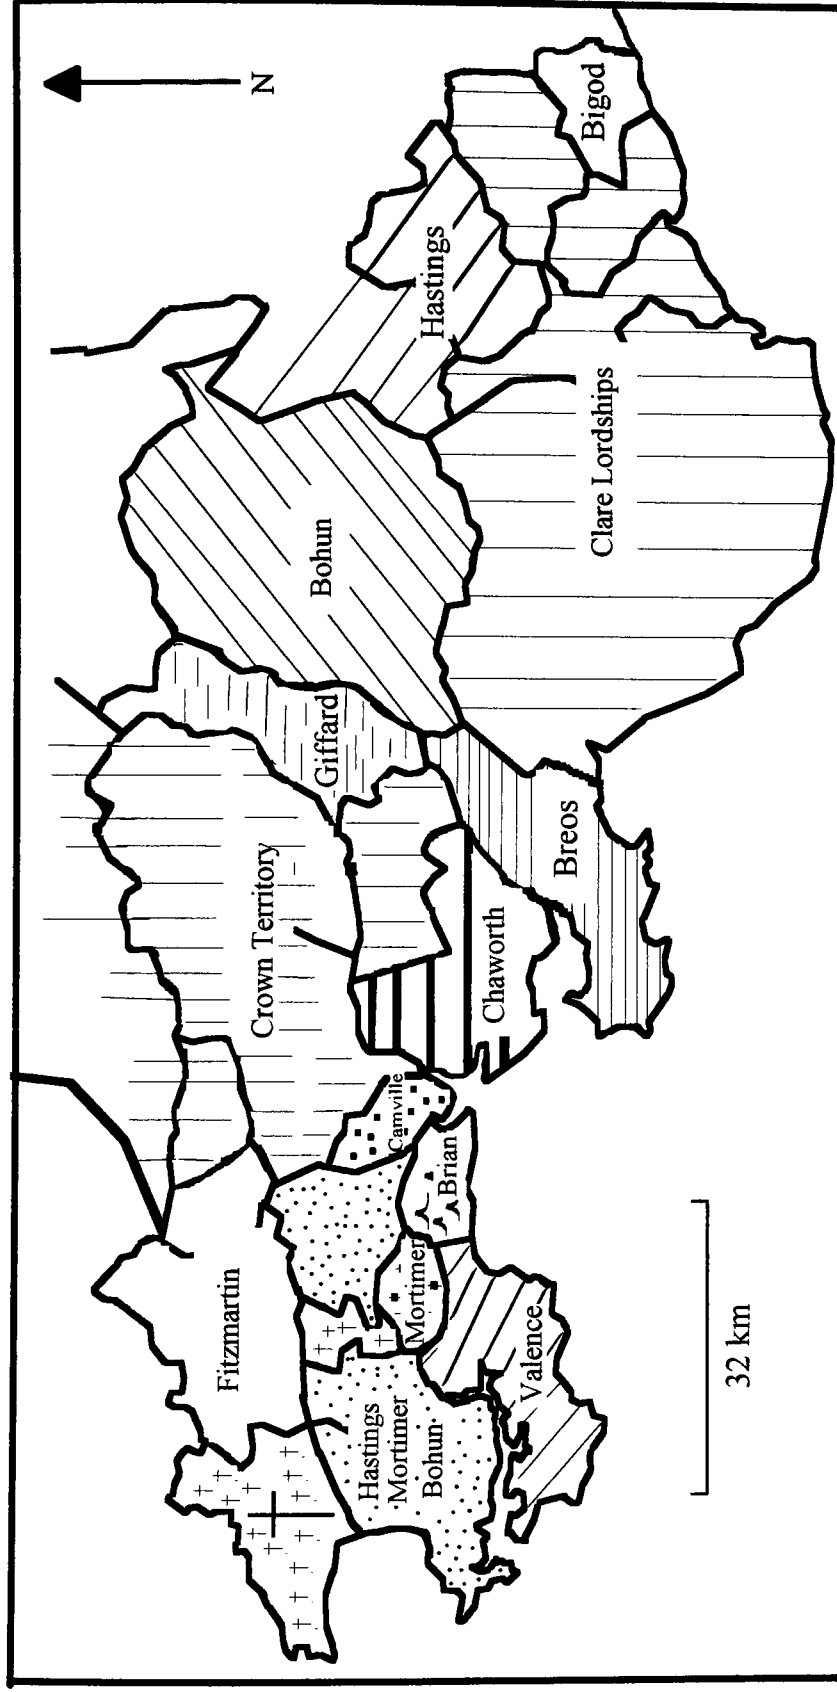 N
Bigod
Hastings
Clare Lordships
Bohun
Giffard
Crown Territory
Breos
Chaworth
Camville
Brian
Mortimer
Valence
Fitzmartin
Hastings
Mortimer
Bohun
32 km